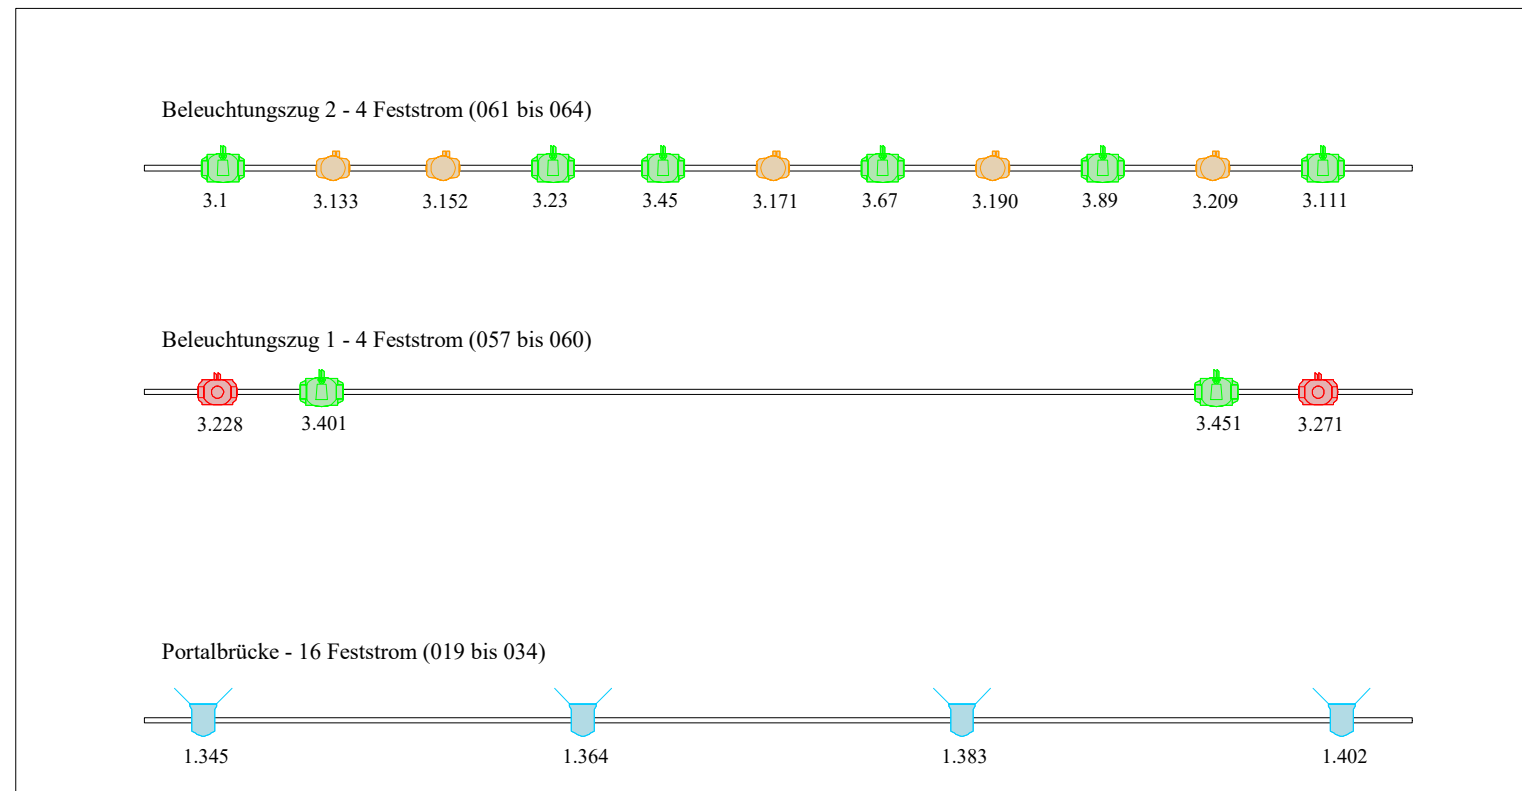 Beleuchtungszug 2 - 4 Feststrom (061 bis 064)
3.1 3.133 3.152 3.23 3.45 3.171 3.67 3.190 3.89 3.209 3.111
Beleuchtungszug 1 - 4 Feststrom (057 bis 060)
3.228 3.401 3.451 3.271
Portalbrücke - 16 Feststrom (019 bis 034)
1.345 1.364 1.383 1.402